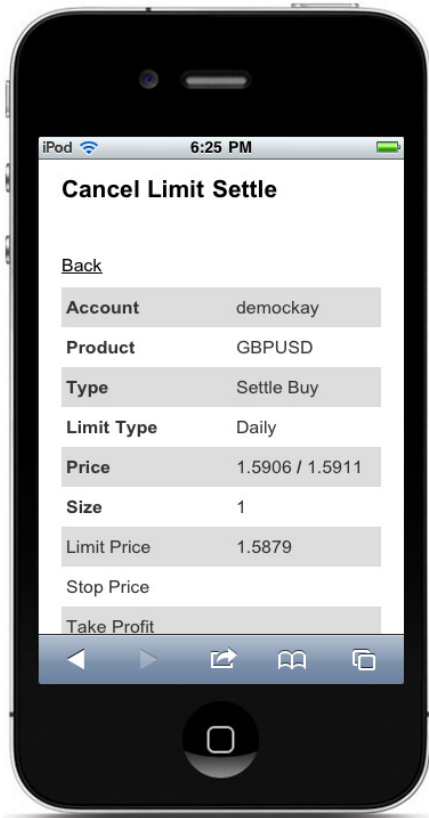 iPod 6:25 PM
Cancel Limit Settle
Back
Account demockay
Product GBPUSD
Type Settle Buy
Limit Type Daily
Price 1.5906 / 1.5911
Size 1
Limit Price 1.5879
Stop Price
Take Profit